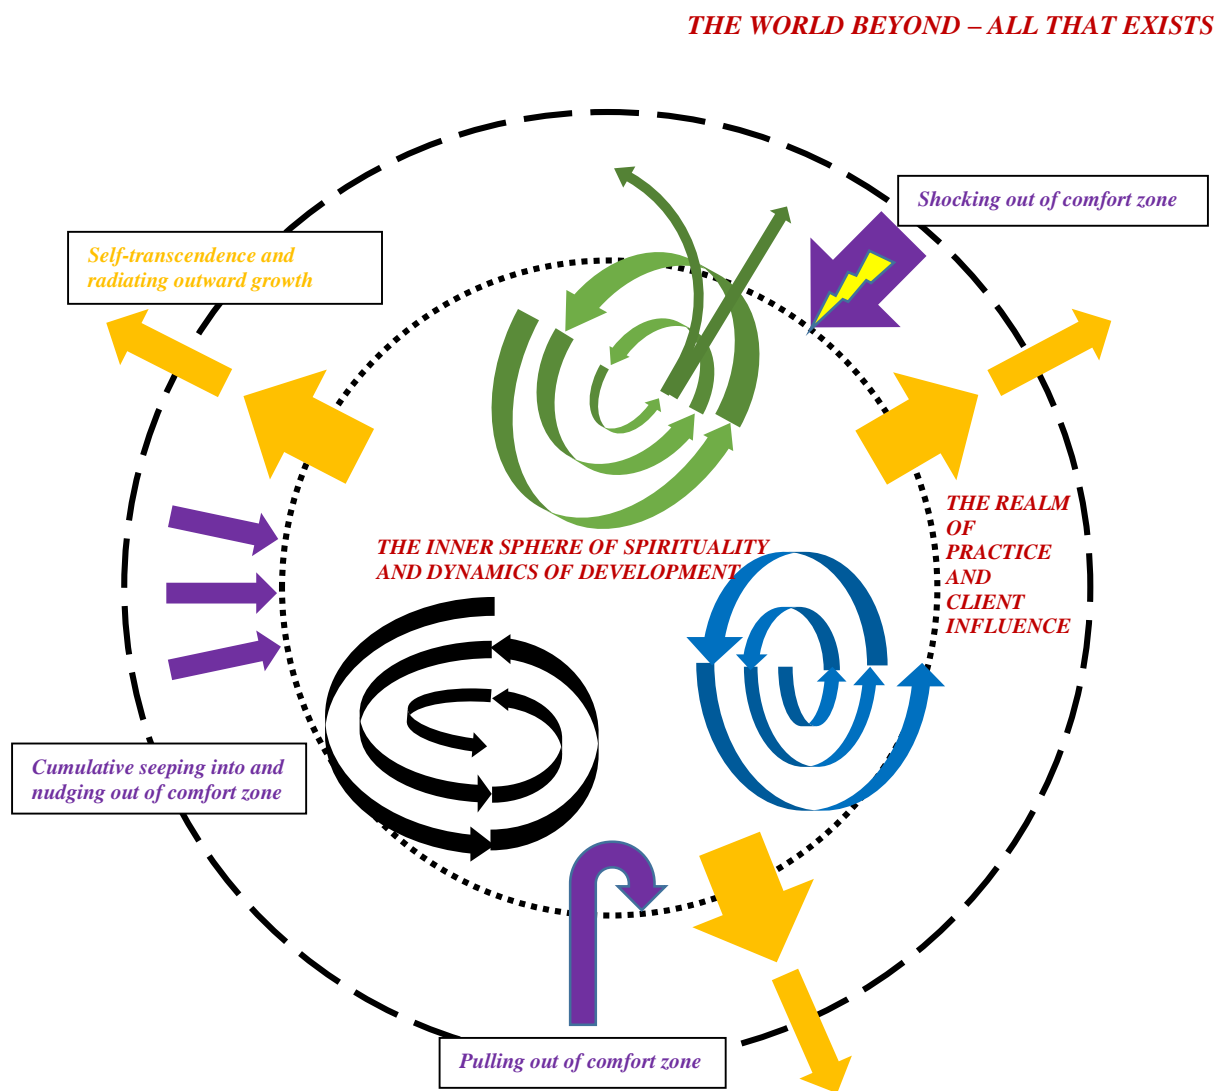 THE WORLD BEYOND – ALL THAT EXISTS
Shocking out of comfort zone
Self-transcendence and
radiating outward growth
THE REALM
OF
PRACTICE
AND
CLIENT
INFLUENCE
THE INNER SPHERE OF SPIRITUALITY
AND DYNAMICS OF DEVELOPMENT
Cumulative seeping into and
nudging out of comfort zone
Pulling out of comfort zone